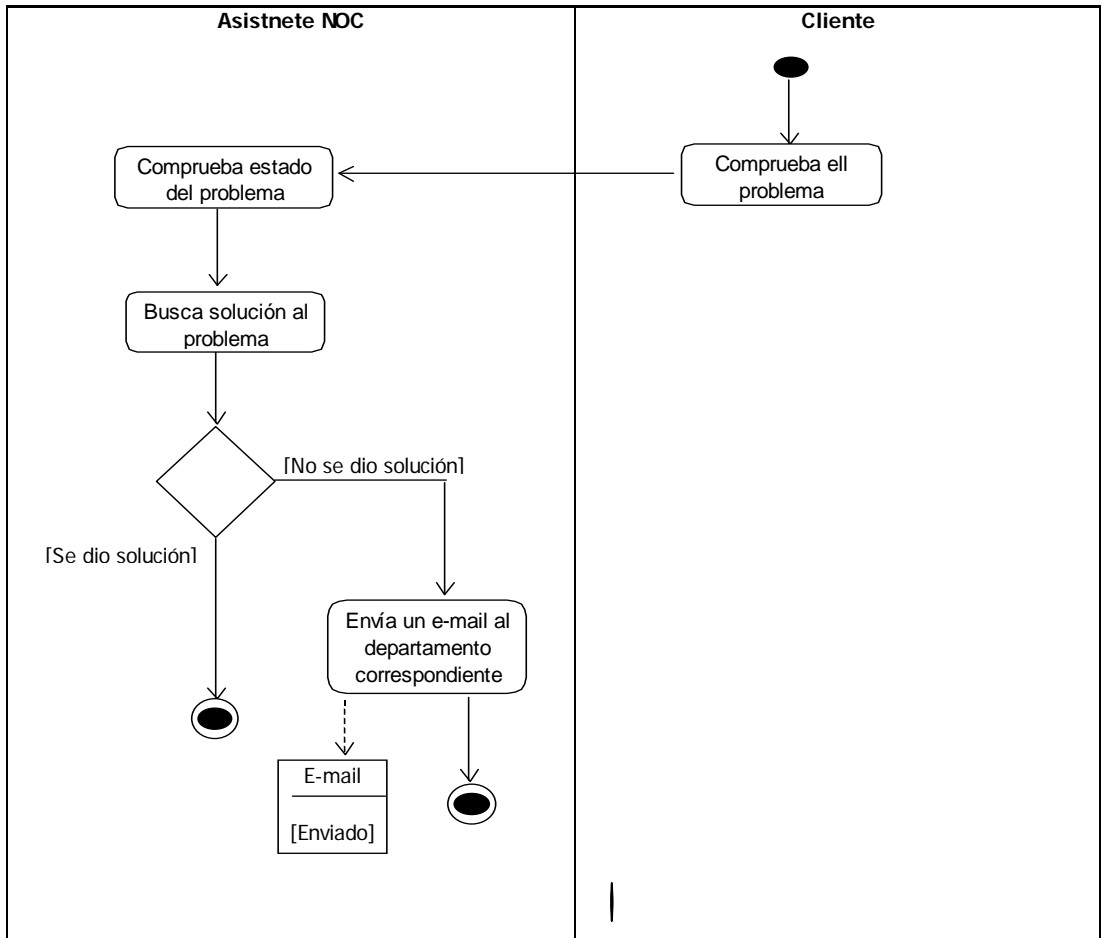 Asistnete NOC
Cliente
Comprueba ell
problema
Comprueba estado
del problema
Busca solución al
problema
[No se dio solución]
[Se dio solución]
Envía un e-mail al
departamento
correspondiente
E-mail
[Enviado]